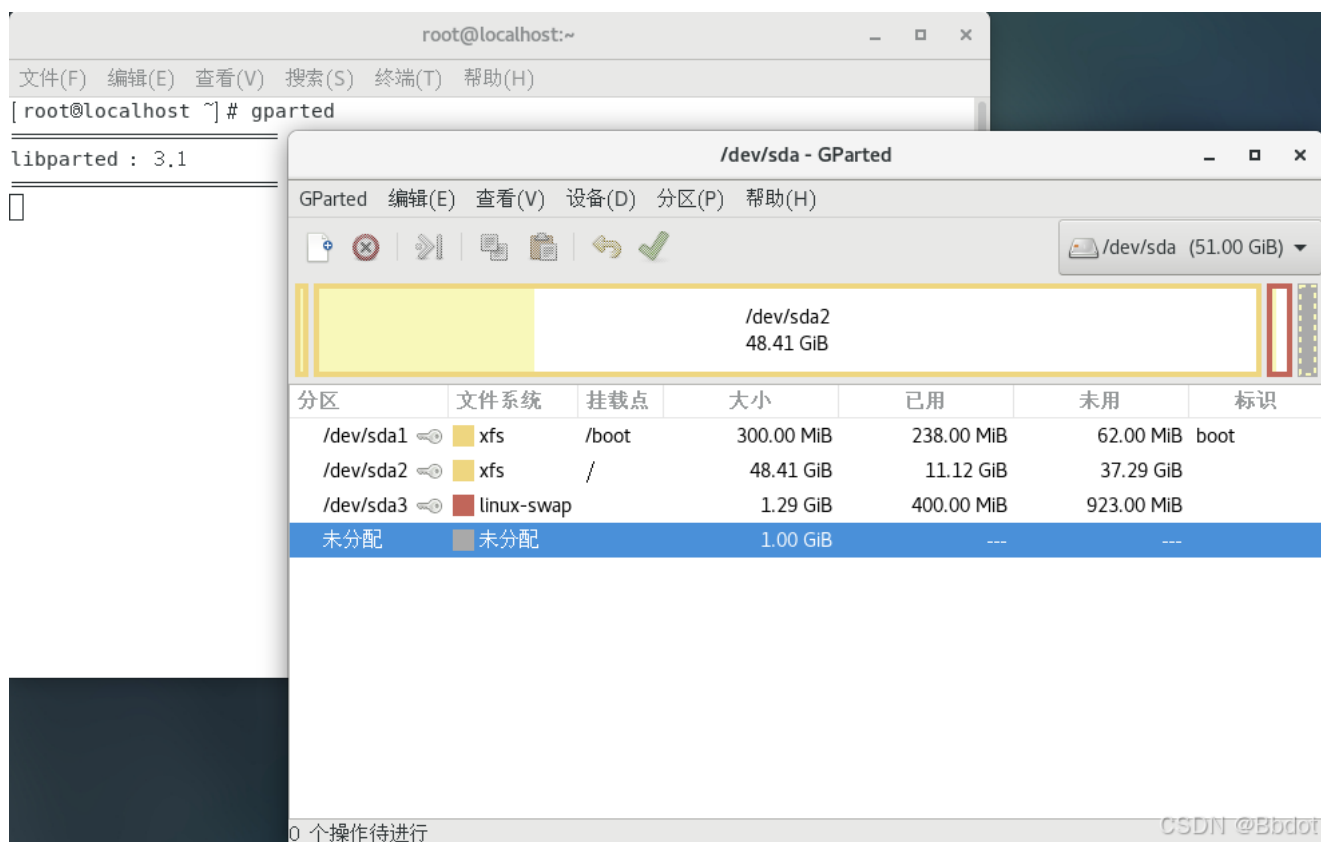 root@localhost:~
文件(F) 编辑(E) 查看(V) 搜索(S) 终端(T) 帮助(H)
[root@localhost ~]# gparted
libparted : 3.1
/dev/sda - GParted
GParted 编辑(E) 查看(V) 设备(D) 分区(P) 帮助(H)
/dev/sda (51.00 GiB)
/dev/sda2
48.41 GiB
分区 文件系统 挂载点 大小 已用 未用 标识
/dev/sda1 xfs /boot 300.00 MiB 238.00 MiB 62.00 MiB boot
/dev/sda2 xfs / 48.41 GiB 11.12 GiB 37.29 GiB
/dev/sda3 linux-swap 1.29 GiB 400.00 MiB 923.00 MiB
未分配 未分配 1.00 GiB --- ---
0 个操作待进行
CSDN @Bbdot